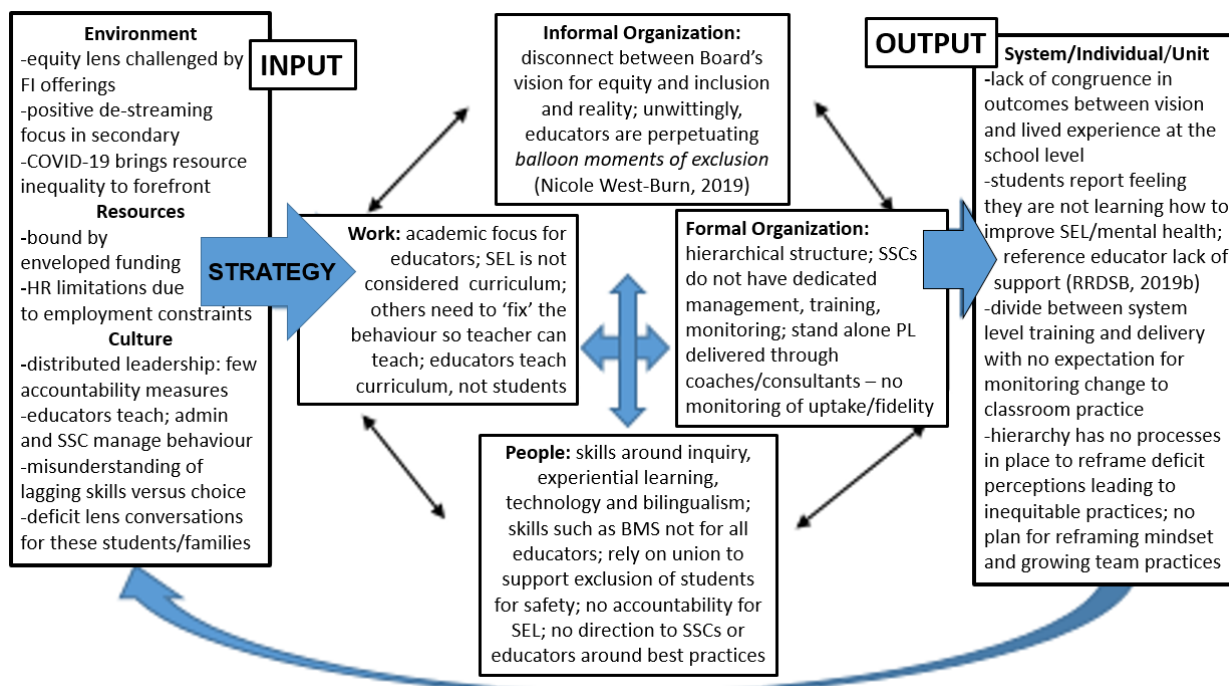 Environment
-equity lens challenged by
FI offerings
-positive de-streaming
focus in secondary
-COVID-19 brings resource
inequality to forefront
Resources
-bound by
enveloped funding
-HR limitations due
to employment constraints
Culture
-distributed leadership: few
accountability measures
-educators teach; admin
and SSC manage behaviour
-misunderstanding of
lagging skills versus choice
-deficit lens conversations
for these students/families
INPUT
STRATEGY
Informal Organization:
disconnect between Board’s
vision for equity and inclusion
and reality; unwittingly,
educators are perpetuating
balloon moments of exclusion
(Nicole West-Burn, 2019)
Work: academic focus for
educators; SEL is not
considered curriculum;
others need to ‘fix’ the
behaviour so teacher can
teach; educators teach
curriculum, not students
Formal Organization:
hierarchical structure; SSCs
do not have dedicated
management, training,
monitoring; stand alone PL
delivered through
coaches/consultants – no
monitoring of uptake/fidelity
People: skills around inquiry,
experiential learning,
technology and bilingualism;
skills such as BMS not for all
educators; rely on union to
support exclusion of students
for safety; no accountability for
SEL; no direction to SSCs or
educators around best practices
OUTPUT
System/Individual/Unit
-lack of congruence in
outcomes between vision
and lived experience at the
school level
-students report feeling
they are not learning how to
improve SEL/mental health;
reference educator lack of
support (RRDSB, 2019b)
-divide between system
level training and delivery
with no expectation for
monitoring change to
classroom practice
-hierarchy has no processes
in place to reframe deficit
perceptions leading to
inequitable practices; no
plan for reframing mindset
and growing team practices